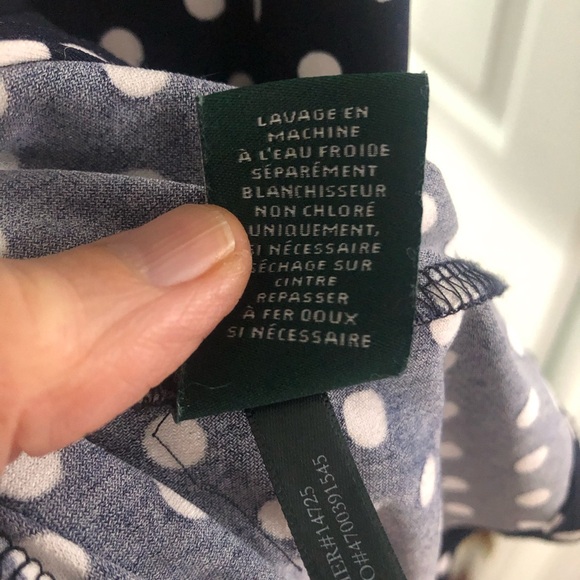 LAVAGE EN
MACHINE
À L'EAU FROIDE
SÉPARÉMENT
BLANCHISSEUR
NON CHLORÉ
UNIQUEMENT,
SI NÉCESSAIRE
SÉCHAGE SUR
CINTRE
REPASSER
À FER DOUX
SI NÉCESSAIRE
IER#14725
O#4700391545